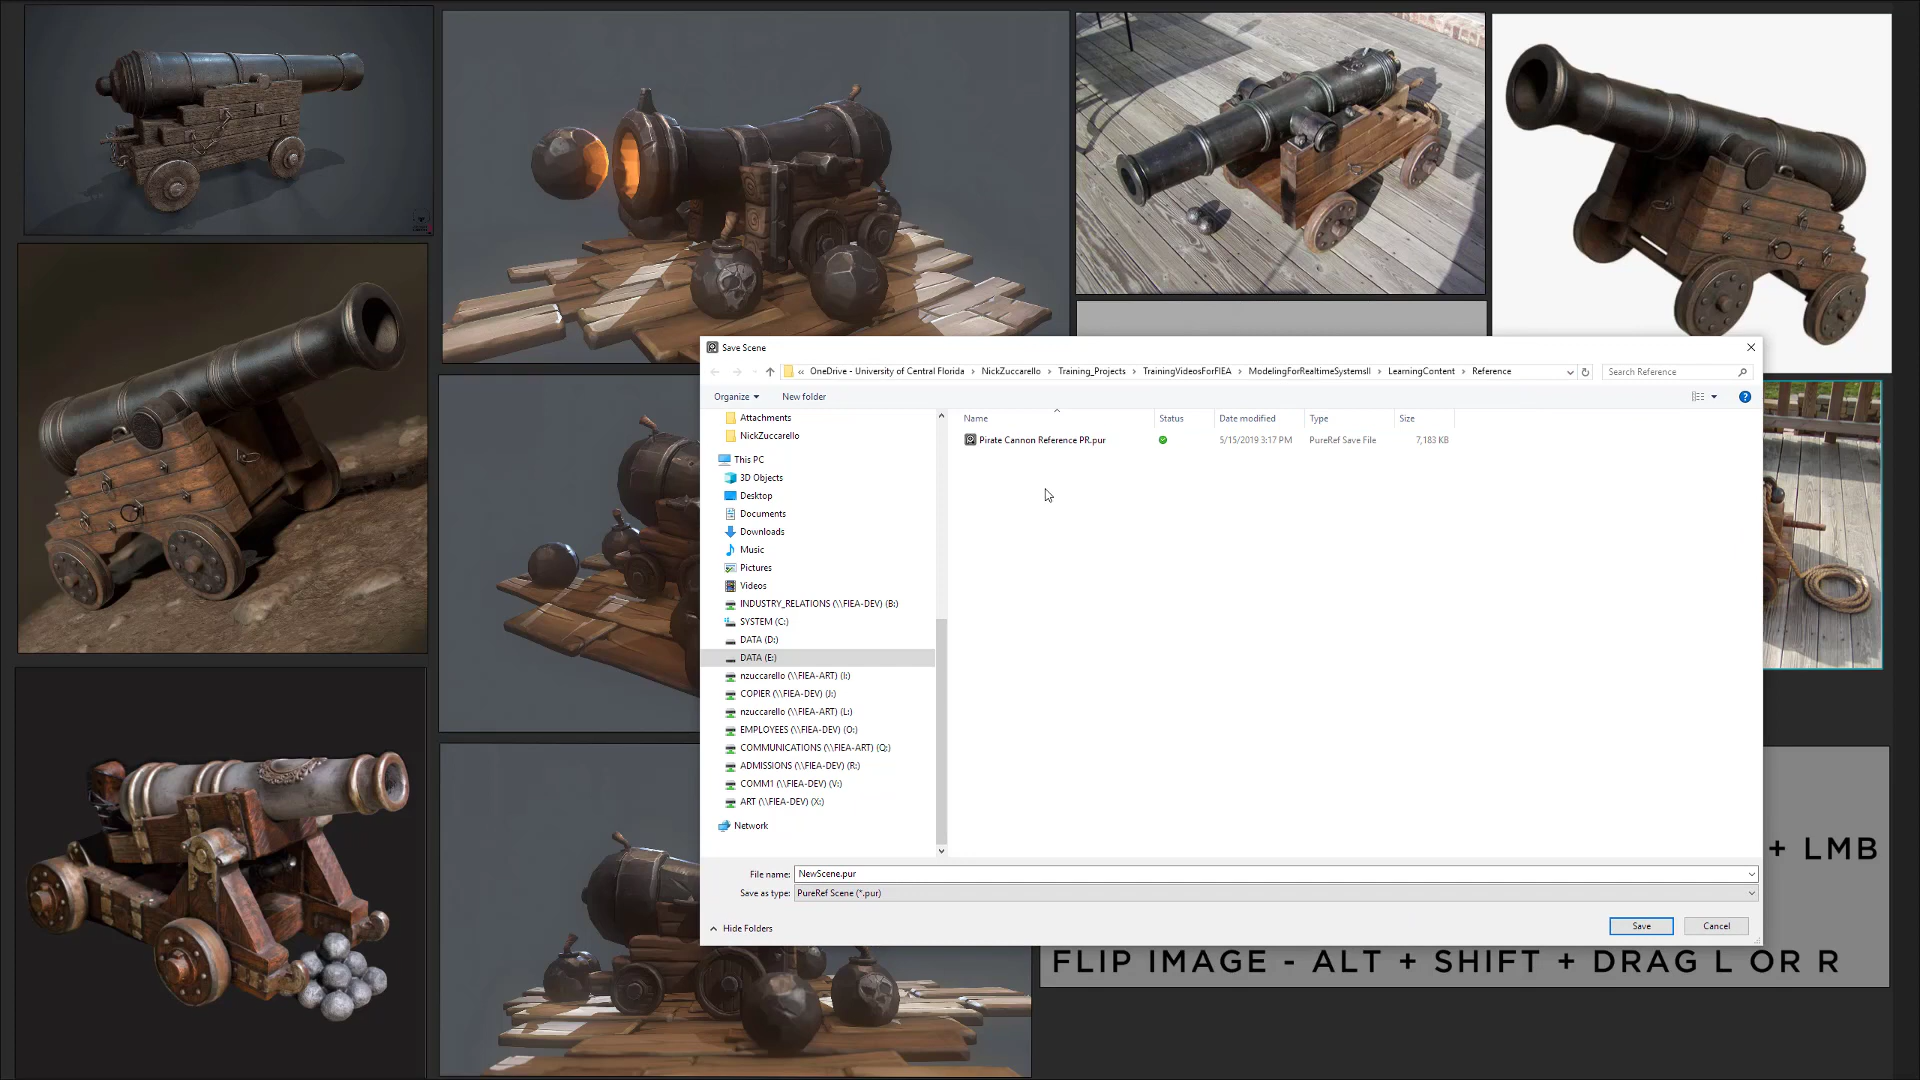 Save Scene
« OneDrive - University of Central Florida > NickZuccarello > Training_Projects > TrainingVideosForFIEA > ModelingForRealtimeSystemsII > LearningContent > Reference
Search Reference
Organize
New folder
Attachments
NickZuccarello
This PC
3D Objects
Desktop
Documents
Downloads
Music
Pictures
Videos
INDUSTRY_RELATIONS (\\FIEA-DEV) (B:)
SYSTEM (C:)
DATA (D:)
DATA (E:)
nzuccarello (\\FIEA-ART) (I:)
COPIER (\\FIEA-DEV) (J:)
nzuccarello (\\FIEA-ART) (L:)
EMPLOYEES (\\FIEA-DEV) (O:)
COMMUNICATIONS (\\FIEA-ART) (Q:)
ADMISSIONS (\\FIEA-DEV) (R:)
COMM1 (\\FIEA-DEV) (V:)
ART (\\FIEA-DEV) (X:)
Network
Name Status Date modified Type Size
Pirate Cannon Reference PR.pur 5/15/2019 3:17 PM PureRef Save File 7,183 KB
File name: NewScene.pur
Save as type: PureRef Scene (*.pur)
Hide Folders
Save
Cancel
+ LMB
FLIP IMAGE - ALT + SHIFT + DRAG L OR R